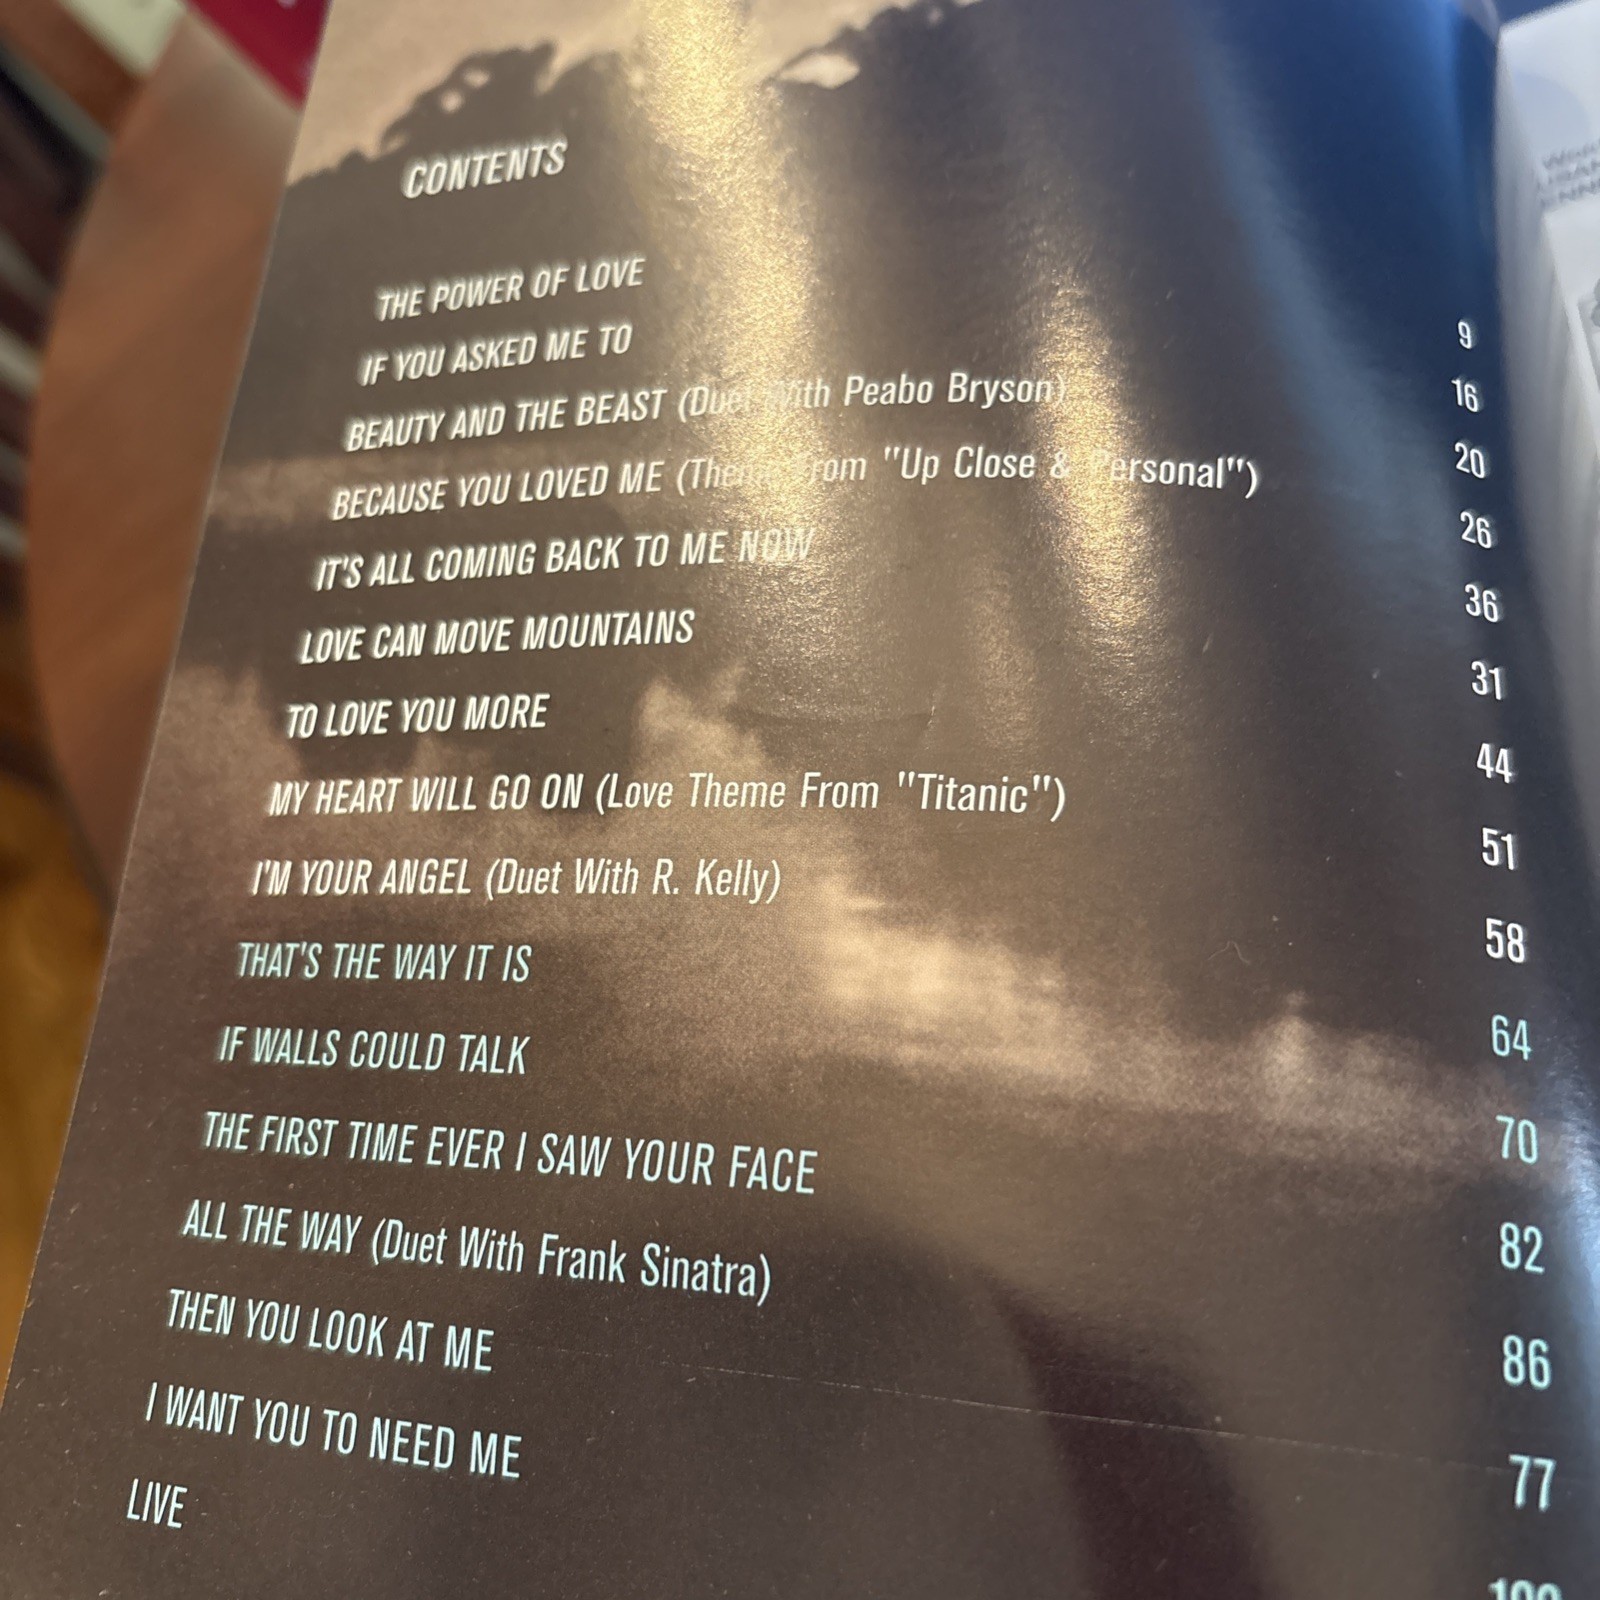 CONTENTS
THE POWER OF LOVE 9
IF YOU ASKED ME TO 16
BEAUTY AND THE BEAST (Duet With Peabo Bryson) 20
BECAUSE YOU LOVED ME (Theme From "Up Close & Personal") 26
IT'S ALL COMING BACK TO ME NOW 36
LOVE CAN MOVE MOUNTAINS 31
TO LOVE YOU MORE 44
MY HEART WILL GO ON (Love Theme From "Titanic") 51
I'M YOUR ANGEL (Duet With R. Kelly) 58
THAT'S THE WAY IT IS 64
IF WALLS COULD TALK 70
THE FIRST TIME EVER I SAW YOUR FACE 82
ALL THE WAY (Duet With Frank Sinatra) 86
THEN YOU LOOK AT ME 77
I WANT YOU TO NEED ME
LIVE